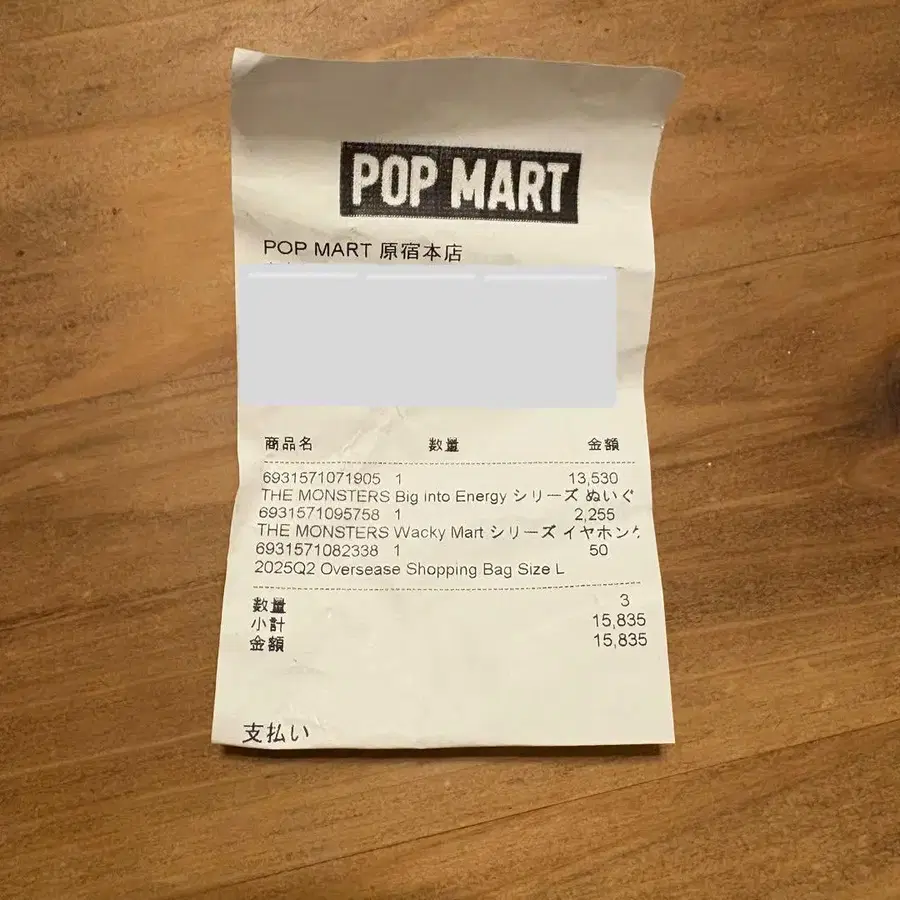 POP MART
POP MART 原宿本店
商品名 数量 金額
6931571071905 1 13,530
THE MONSTERS Big into Energy シリーズ ぬいぐ
6931571095758 1 2,255
THE MONSTERS Wacky Mart シリーズ イヤホンケ
6931571082338 1 50
2025Q2 Oversease Shopping Bag Size L
数量 3
小計 15,835
金額 15,835
支払い